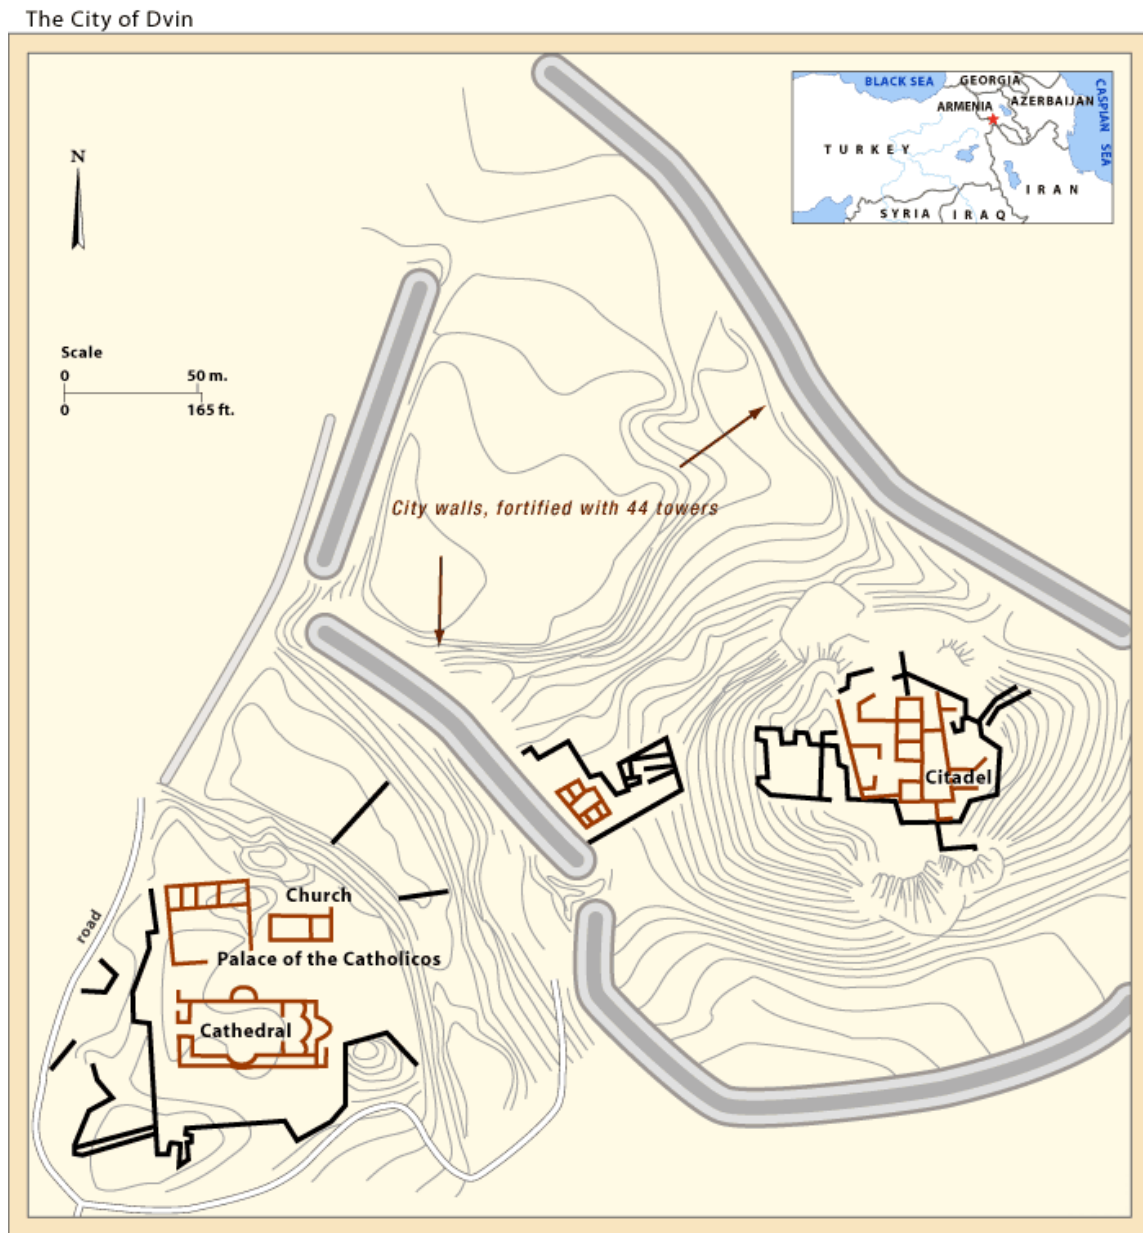 The City of Dvin
BLACK SEA
GEORGIA
CASPIAN SEA
ARMENIA
AZERBAIJAN
TURKEY
IRAN
SYRIA
IRAQ
N
Scale
0 50 m.
0 165 ft.
City walls, fortified with 44 towers
Citadel
Church
road
Palace of the Catholicos
Cathedral